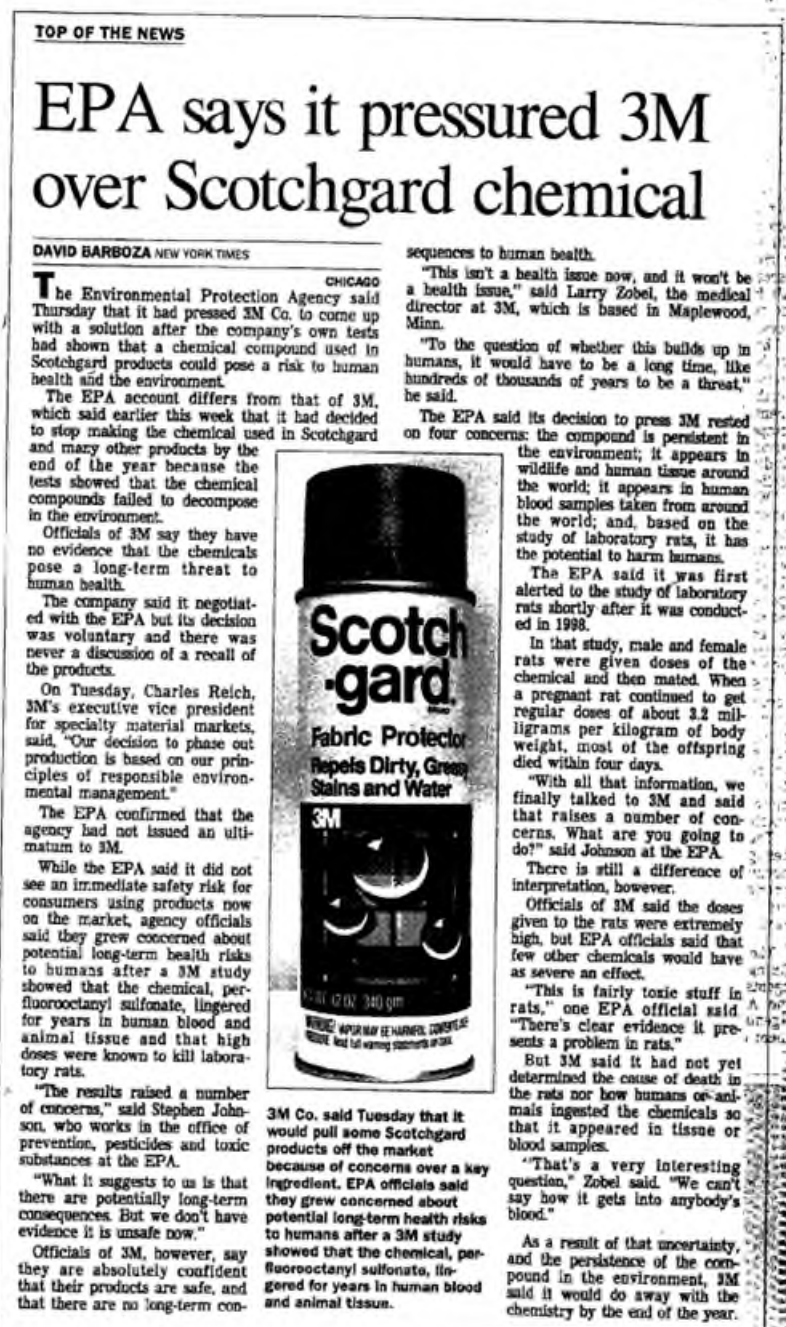 TOP OF THE NEWS
EPA says it pressured 3M
over Scotchgard chemical
DAVID BARBOZA NEW YORK TIMES
CHICAGO
The Environmental Protection Agency said
Thursday that it had pressed 3M Co. to come up
with a solution after the company's own tests
had shown that a chemical compound used in
Scotchgard products could pose a risk to human
health and the environment.
The EPA account differs from that of 3M,
which said earlier this week that it had decided
to stop making the chemical used in Scotchgard
and many other products by the
end of the year because the
tests showed that the chemical
compounds failed to decompose
in the environment.
Officials of 3M say they have
no evidence that the chemicals
pose a long-term threat to
human health.
The company said it negotiat-
ed with the EPA but its decision
was voluntary and there was
never a discussion of a recall of
the products.
On Tuesday, Charles Reich,
3M's executive vice president
for specialty material markets,
said, "Our decision to phase out
production is based on our prin-
ciples of responsible environ-
mental management."
The EPA confirmed that the
agency had not issued an ulti-
matum to 3M.
While the EPA said it did not
see an immediate safety risk for
consumers using products now
on the market, agency officials
said they grew concerned about
potential long-term health risks
to humans after a 3M study
showed that the chemical, per-
fluorooctanyl sulfonate, lingered
for years in human blood and
animal tissue and that high
doses were known to kill labora-
tory rats.
"The results raised a number
of concerns," said Stephen John-
son, who works in the office of
prevention, pesticides and toxic
substances at the EPA.
"What it suggests to us is that
there are potentially long-term
consequences. But we don't have
evidence it is unsafe now."
Officials of 3M, however, say
they are absolutely confident
that their products are safe, and
that there are no long-term con-
Scotch
-gard
Fabric Protector
Repels Dirty, Grease
Stains and Water
3M
12 OZ. 340 gm
3M Co. said Tuesday that it
would pull some Scotchgard
products off the market
because of concerns over a key
ingredient. EPA officials said
they grew concerned about
potential long-term health risks
to humans after a 3M study
showed that the chemical, per-
fluorooctanyl sulfonate, lin-
gered for years in human blood
and animal tissue.
sequences to human health.
"This isn't a health issue now, and it won't be
a health issue," said Larry Zobel, the medical
director at 3M, which is based in Maplewood,
Minn.
"To the question of whether this builds up in
humans, it would have to be a long time, like
hundreds of thousands of years to be a threat,"
he said.
The EPA said its decision to press 3M rested
on four concerns: the compound is persistent in
the environment; it appears in
wildlife and human tissue around
the world; it appears in human
blood samples taken from around
the world; and, based on the
study of laboratory rats, it has
the potential to harm humans.
The EPA said it was first
alerted to the study of laboratory
rats shortly after it was conduct-
ed in 1998.
In that study, male and female
rats were given doses of the
chemical and then mated. When
a pregnant rat continued to get
regular doses of about 3.2 mil-
ligrams per kilogram of body
weight, most of the offspring
died within four days.
"With all that information, we
finally talked to 3M and said
that raises a number of con-
cerns. What are you going to
do?" said Johnson at the EPA.
There is still a difference of
interpretation, however.
Officials of 3M said the doses
given to the rats were extremely
high, but EPA officials said that
few other chemicals would have
as severe an effect.
"This is fairly toxic stuff in
rats," one EPA official said.
"There's clear evidence it pre-
sents a problem in rats."
But 3M said it had not yet
determined the cause of death in
the rats nor how humans or ani-
mals ingested the chemicals so
that it appeared in tissue or
blood samples.
"That's a very interesting
question," Zobel said. "We can't
say how it gets into anybody's
blood."
As a result of that uncertainty,
and the persistence of the com-
pound in the environment, 3M
said it would do away with the
chemistry by the end of the year.